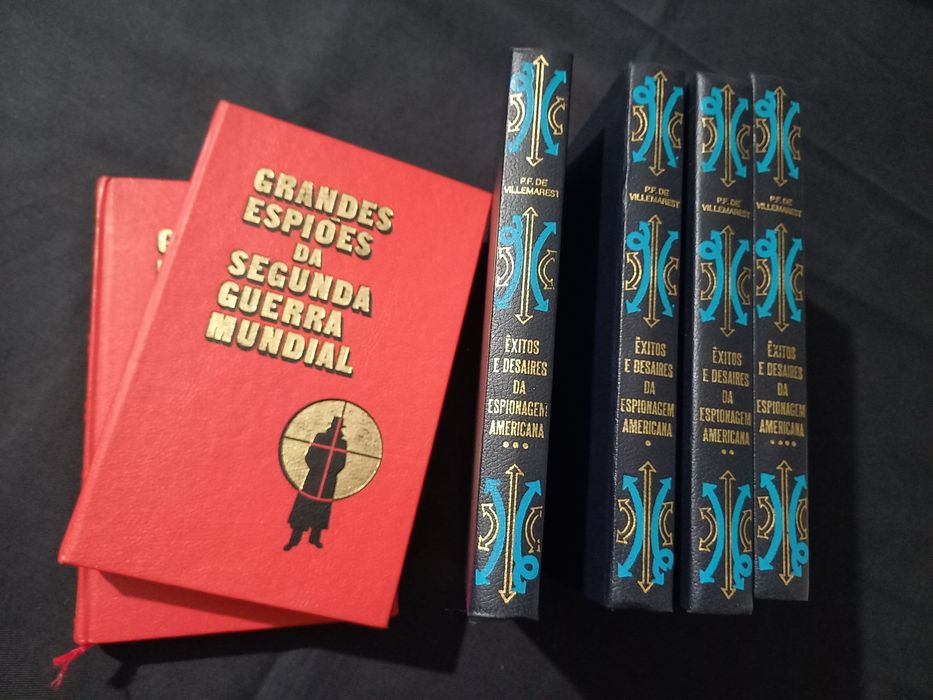 GRANDES
ESPIÕES
DA
SEGUNDA
GUERRA
MUNDIAL
P.F. DE
VILLEMAREST
ÊXITOS
E DESAIRES
DA
ESPIONAGEM
AMERICANA
•••
P.F. DE
VILLEMAREST
ÊXITOS
E DESAIRES
DA
ESPIONAGEM
AMERICANA
•
P.F. DE
VILLEMAREST
ÊXITOS
E DESAIRES
DA
ESPIONAGEM
AMERICANA
••
P.F. DE
VILLEMAREST
ÊXITOS
E DESAIRES
DA
ESPIONAGEM
AMERICANA
••••